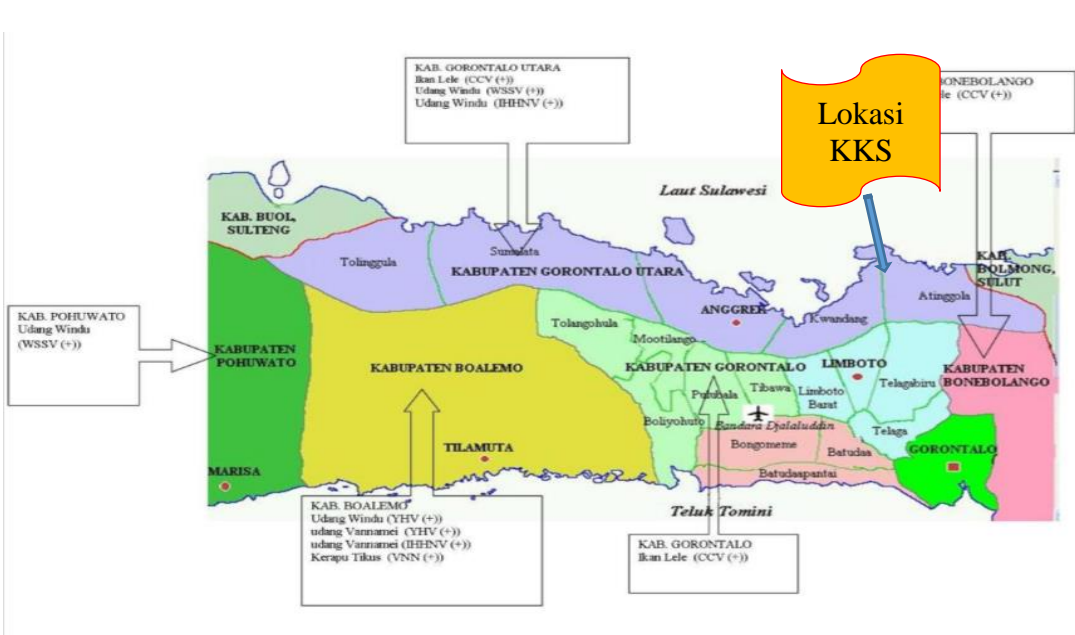 KAB. GORONTALO UTARA
Ikan Lele (CCV (+))
Udang Windu (WSSV (+))
Udang Windu (IHHNV (+))
Lokasi
KKS
BONEBOLANGO
(CCV (+))
Laut Sulawesi
KAB. BUOL,
SULTENG
Tolinggula
Sumalata
KABUPATEN GORONTALO UTARA
KAB.
BOLMONG,
SULUT
Atinggola
ANGGREK
Kwandang
KAB. POHUWATO
Udang Windu
(WSSV (+))
KABUPATEN
POHUWATO
KABUPATEN BOALEMO
Tolangohula
Mootilango
KABUPATEN GORONTALO
LIMBOTO
KABUPATEN
BONEBOLANGO
Pulubala
Tibawa
Limboto
Barat
Telagabiru
Boliyohuto
Bandara Djalaluddin
Telaga
Bongomeme
Batudaa
GORONTALO
TILAMUTA
MARISA
Batudaapantai
Teluk Tomini
KAB. BOALEMO
Udang Windu (YHV (+))
udang Vannamei (YHV (+))
udang Vannamei (IHHNV (+))
Kerapu Tikus (VNN (+))
KAB. GORONTALO
Ikan Lele (CCV (+))